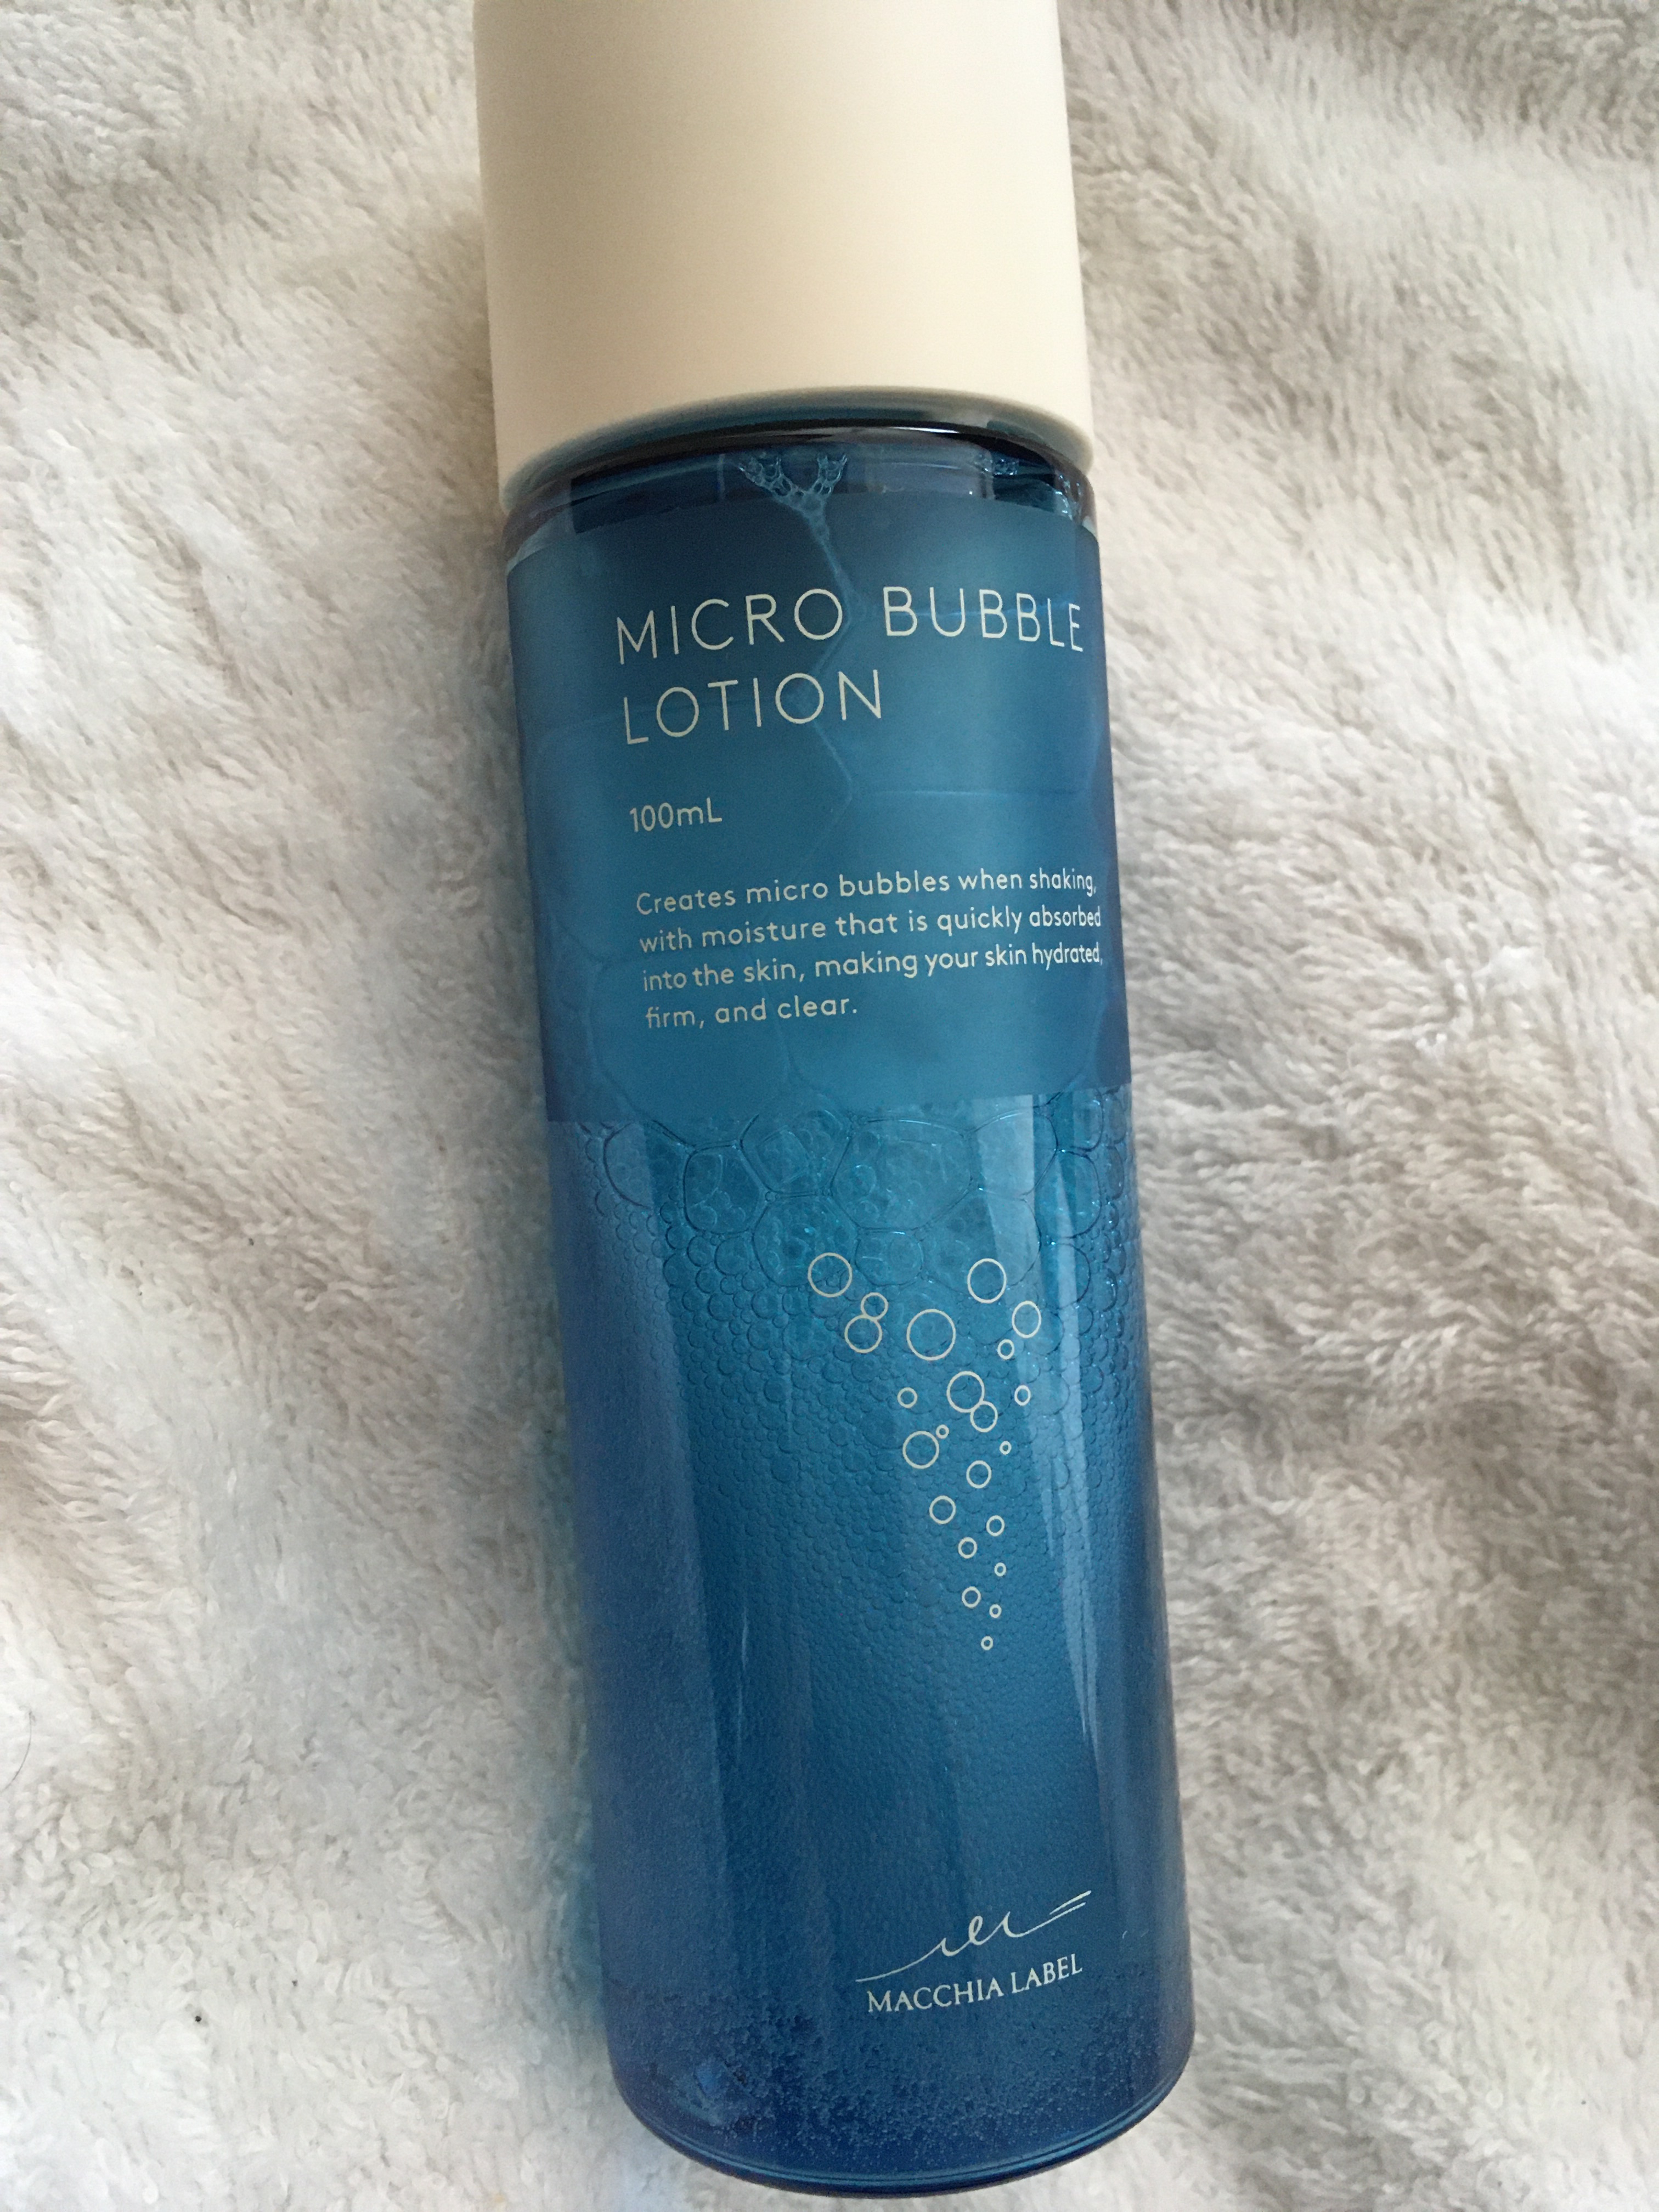 MICRO BUBBLE
LOTION
100mL
Creates micro bubbles when shaking,
with moisture that is quickly absorbed
into the skin, making your skin hydrated,
firm, and clear.
MACCHIA LABEL